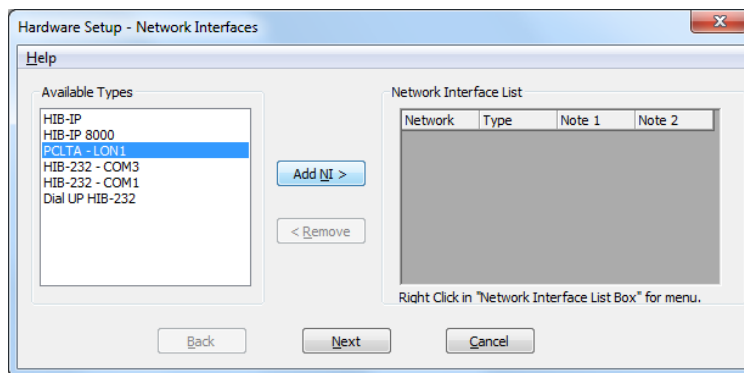 Hardware Setup - Network Interfaces
X
Help
Available Types
HIB-IP
HIB-IP 8000
PCLTA - LON1
HIB-232 - COM3
HIB-232 - COM1
Dial UP HIB-232
Add NI >
< Remove
Network Interface List
Network Type Note 1 Note 2
Right Click in "Network Interface List Box" for menu.
Back Next Cancel